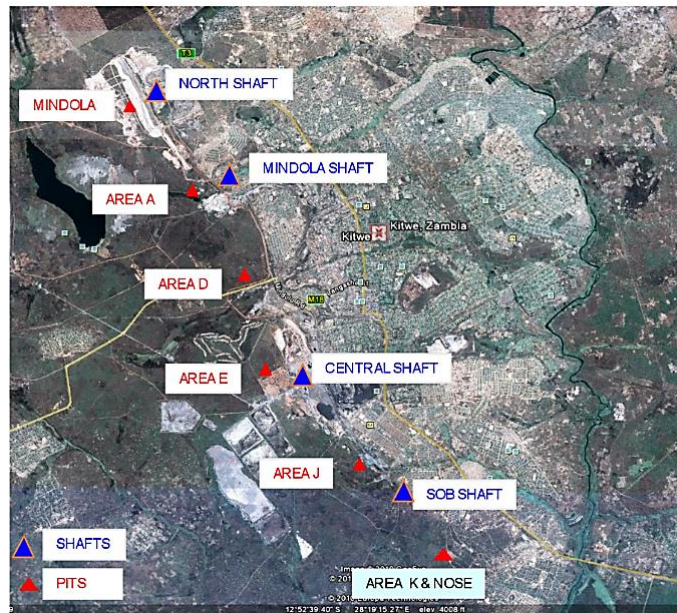 T3
NORTH SHAFT
MINDOLA
MINDOLA SHAFT
AREA A
Kitwe
Kitwe, Zambia
AREA D
M18
AREA E
CENTRAL SHAFT
AREA J
SOB SHAFT
SHAFTS
PITS
AREA K & NOSE
12°52'39.40" S 28°19'15.27" E elev 4008 ft